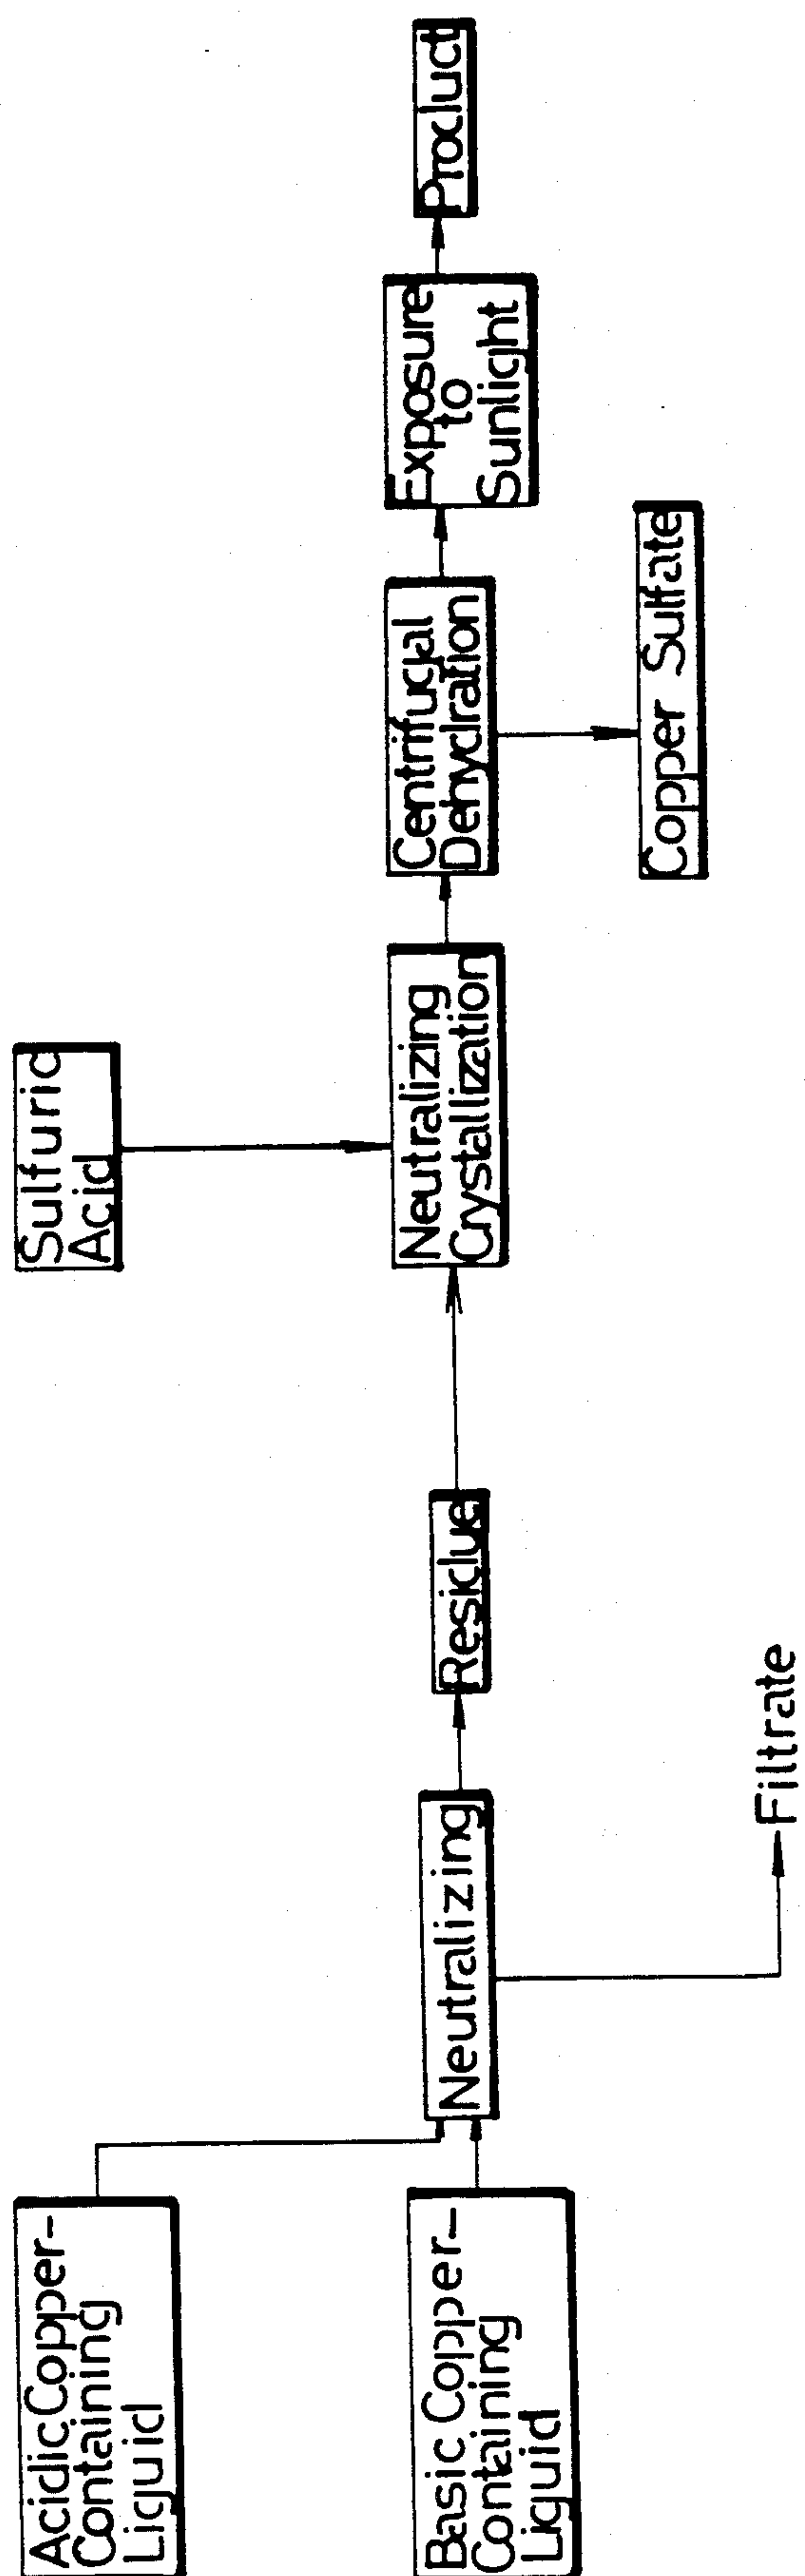 Acidic Copper-
Containing
Liquid
Basic Copper-
Containing
Liquid
Neutralizing
Filtrate
Residue
Sulfuric
Acid
Neutralizing
Crystallization
Centrifugal
Dehydration
Copper Sulfate
Exposure
to
Sunlight
Product